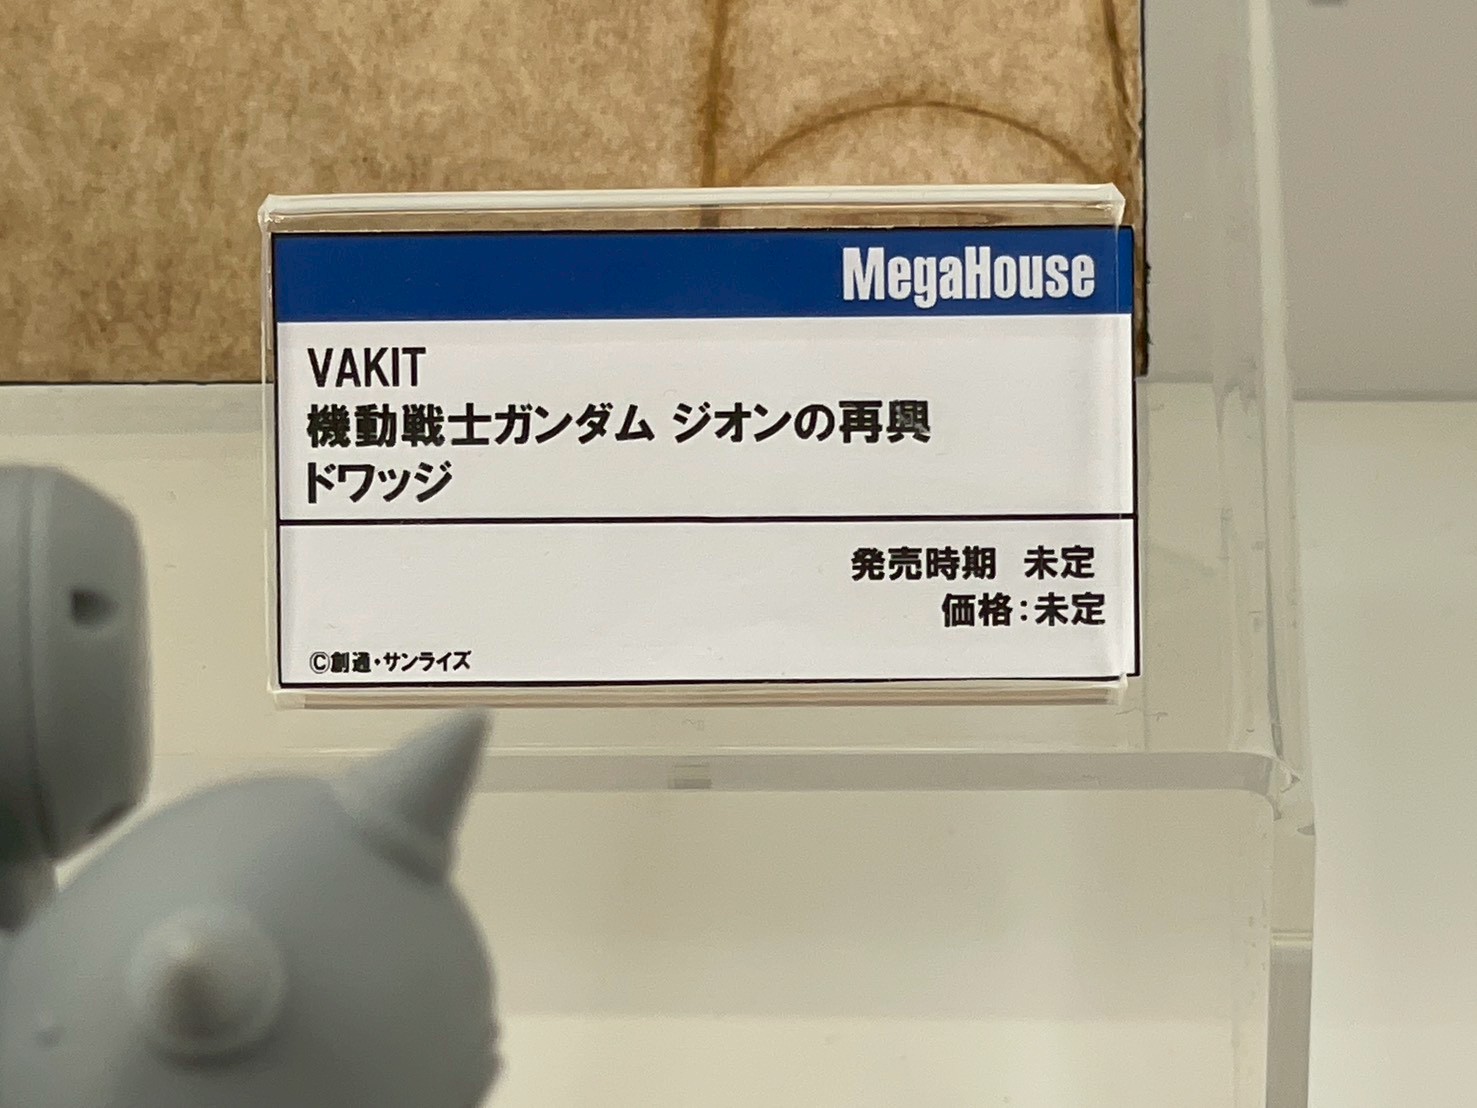 MegaHouse
VAKIT
機動戦士ガンダム ジオンの再興
ドワッジ
発売時期 未定
価格:未定
©創通・サンライズ